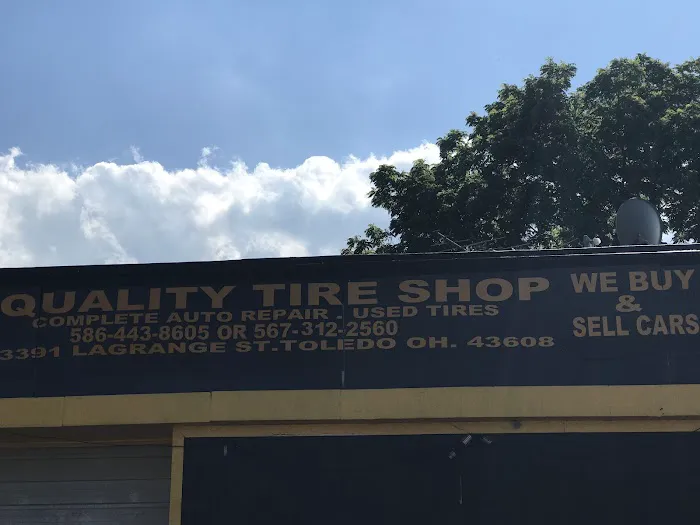 QUALITY TIRE SHOP
COMPLETE AUTO REPAIR USED TIRES
586-443-8605 OR 567-312-2560
3391 LAGRANGE ST.TOLEDO OH. 43608
WE BUY
&
SELL CARS